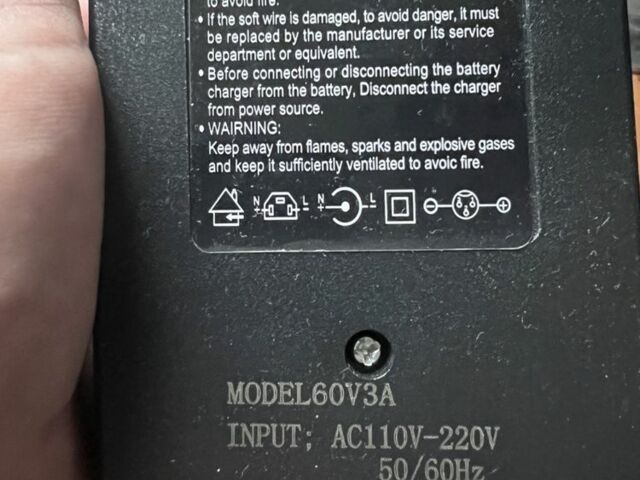 to avoid fire.
• If the soft wire is damaged, to avoid danger, it must
be replaced by the manufacturer or its service
department or equivalent.
• Before connecting or disconnecting the battery
charger from the battery, Disconnect the charger
from power source.
• WAIRNING:
Keep away from flames, sparks and explosive gases
and keep it sufficiently ventilated to avoic fire.
N L N L
MODEL60V3A
INPUT; AC110V-220V
50/60Hz